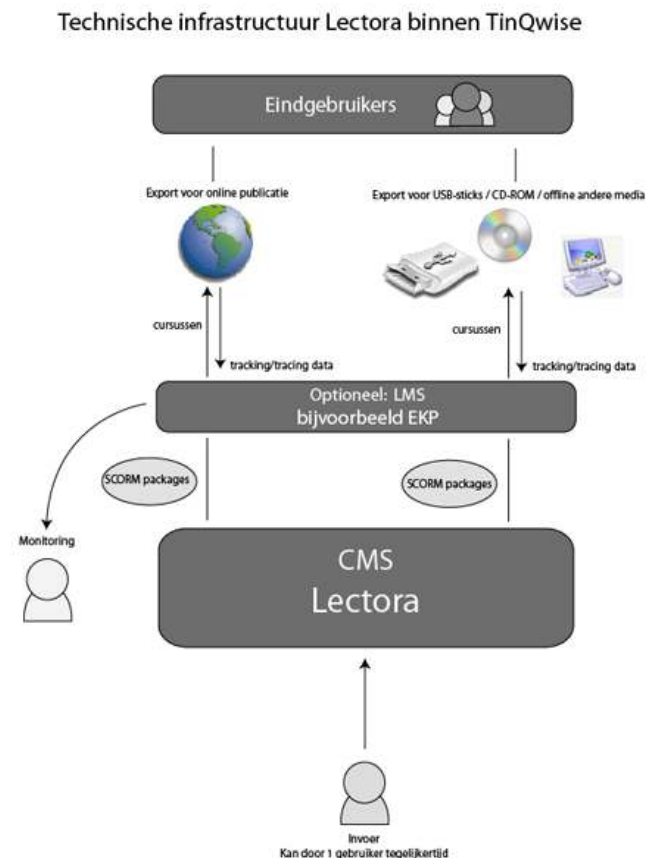 Technische infrastructuur Lectora binnen TinQwise
Eindgebruikers
Export voor online publicatie
Export voor USB-sticks / CD-ROM / offline andere media
cursussen
tracking/tracing data
cursussen
tracking/tracing data
Optioneel: LMS
bijvoorbeeld EKP
SCORM packages
SCORM packages
Monitoring
CMS
Lectora
Invoer
Kan door 1 gebruiker tegelijkertijd